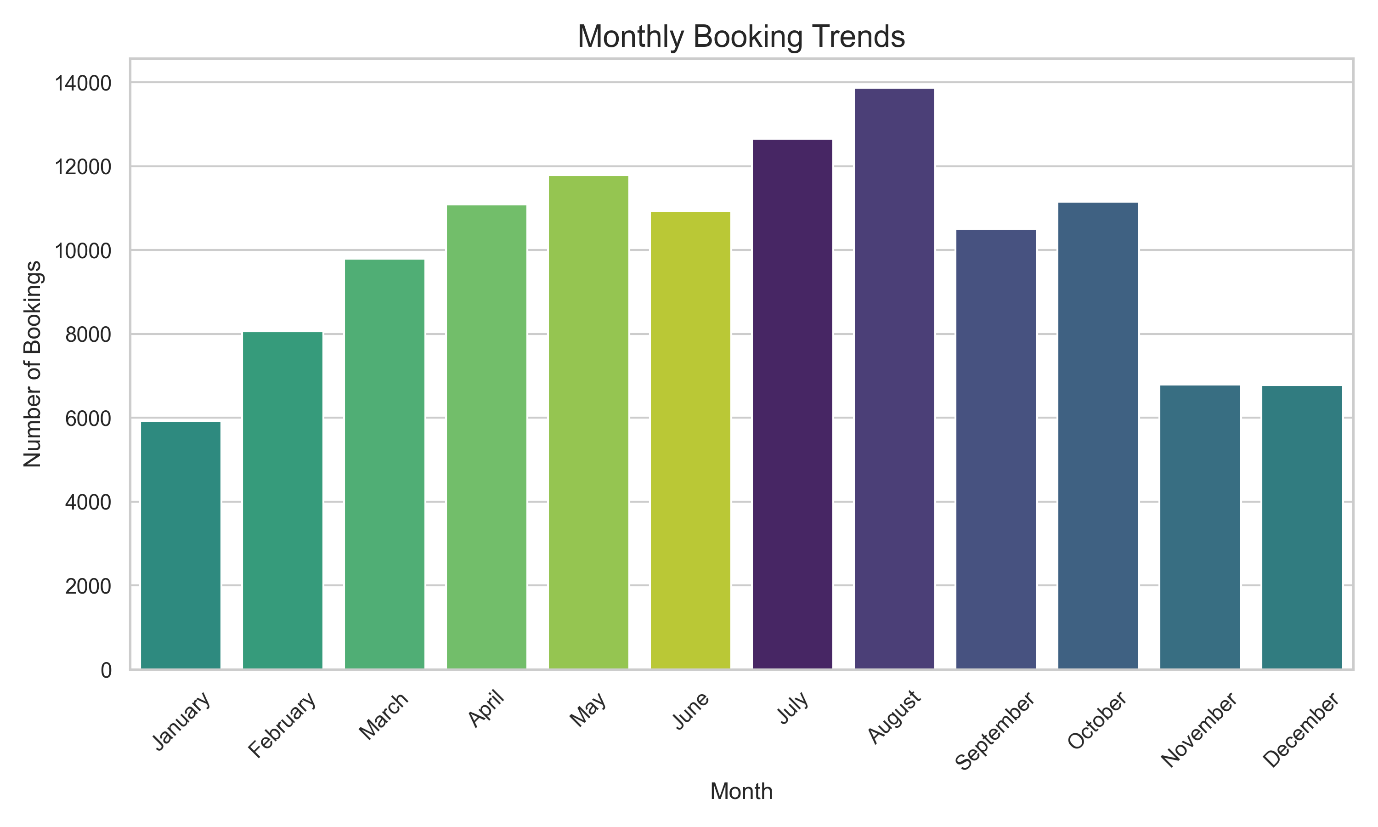 Monthly Booking Trends
14000
12000
10000
8000
6000
4000
2000
0
Number of Bookings
January
February
March
April
May
June
July
August
September
October
November
December
Month